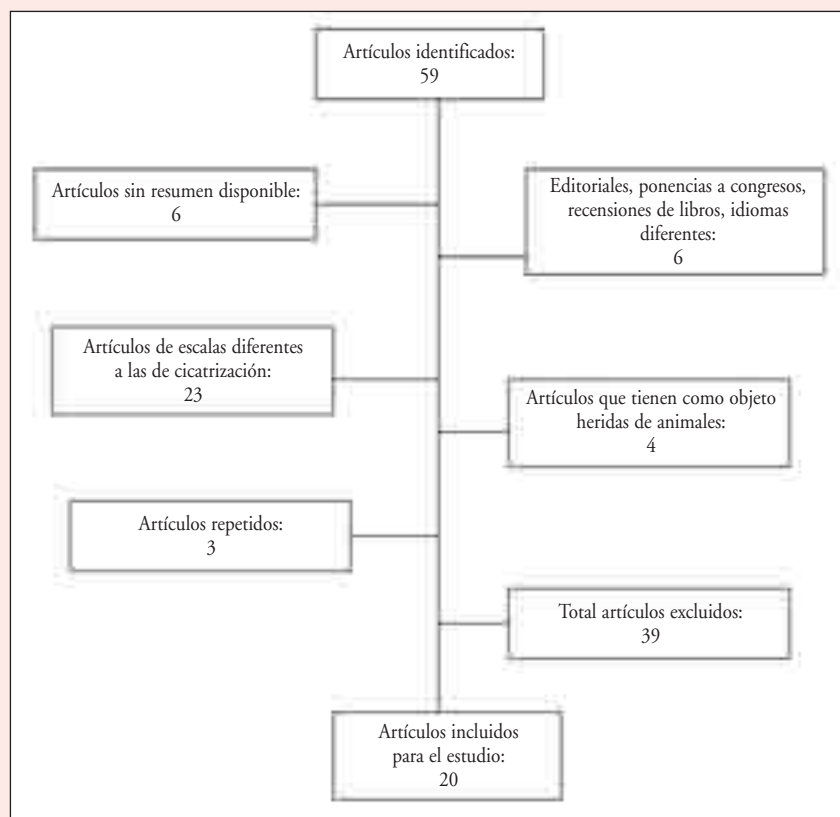 Artículos identificados:
59
Artículos sin resumen disponible:
6
Editoriales, ponencias a congresos,
recensiones de libros, idiomas
diferentes:
6
Artículos de escalas diferentes
a las de cicatrización:
23
Artículos que tienen como objeto
heridas de animales:
4
Artículos repetidos:
3
Total artículos excluidos:
39
Artículos incluidos
para el estudio:
20